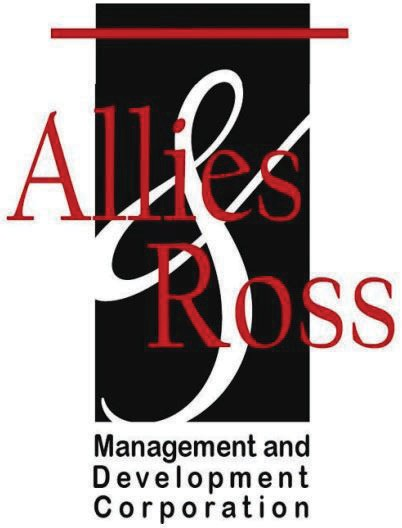 Allies
&
Ross
Management and
Development
Corporation